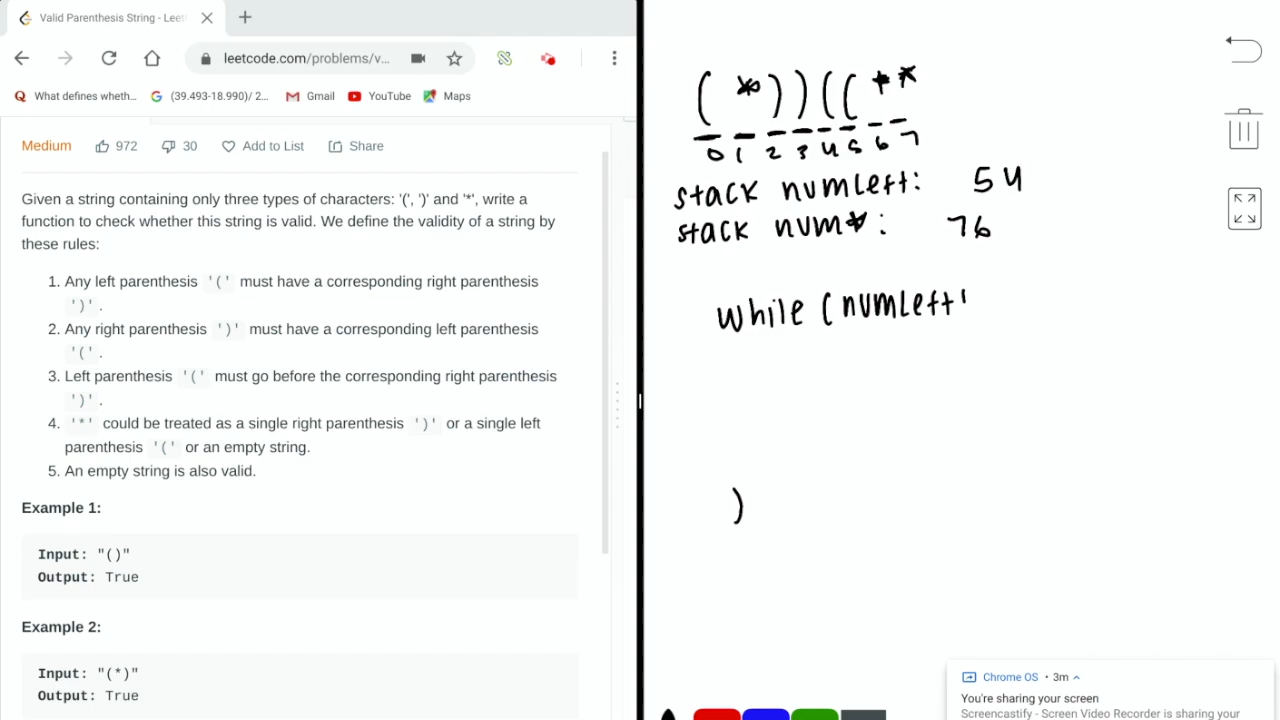 Valid Parenthesis String - Leet
leetcode.com/problems/v...
What defines wheth...
(39.493-18.990)/ 2...
Gmail
YouTube
Maps
Medium
972
30
Add to List
Share
Given a string containing only three types of characters: '(', ')' and '*', write a
function to check whether this string is valid. We define the validity of a string by
these rules:
1. Any left parenthesis '(' must have a corresponding right parenthesis
')'.
2. Any right parenthesis ')' must have a corresponding left parenthesis
'('.
3. Left parenthesis '(' must go before the corresponding right parenthesis
')'.
4. '*' could be treated as a single right parenthesis ')' or a single left
parenthesis '(' or an empty string.
5. An empty string is also valid.
Example 1:
Input: "()"
Output: True
Example 2:
Input: "(*)"
Output: True
( * ) ) ( ( * *
0 1 2 3 4 5 6 7
stack numLeft: 5 4
stack num*: 7 6
while (numLeft'
)
Chrome OS • 3m
You're sharing your screen
Screencastify - Screen Video Recorder is sharing your